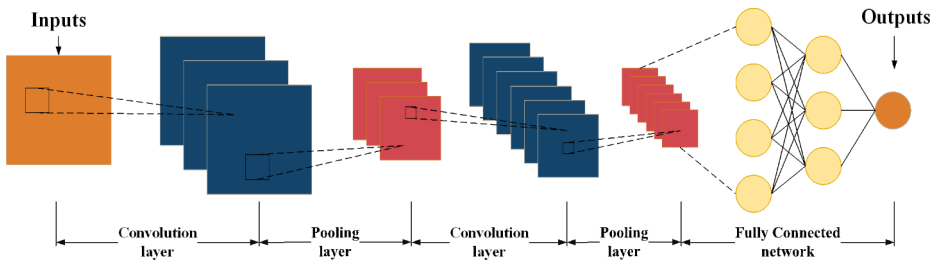 Inputs
Outputs
Convolution
layer
Pooling
layer
Convolution
layer
Pooling
layer
Fully Connected
network